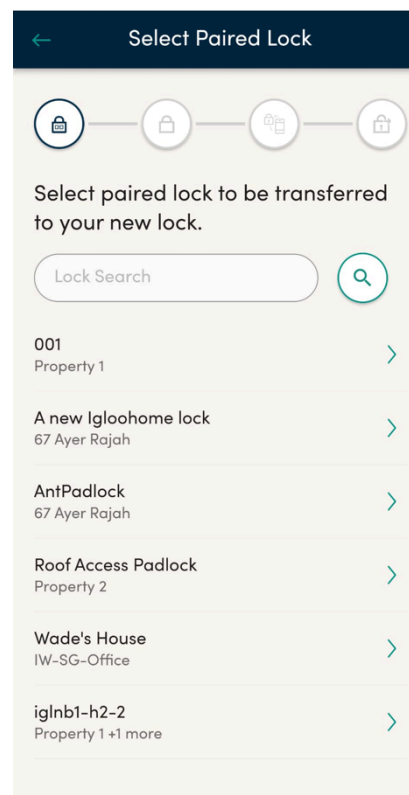 Select Paired Lock
Select paired lock to be transferred
to your new lock.
Lock Search
001
Property 1
A new Igloohome lock
67 Ayer Rajah
AntPadlock
67 Ayer Rajah
Roof Access Padlock
Property 2
Wade's House
IW-SG-Office
iglnb1-h2-2
Property 1 +1 more